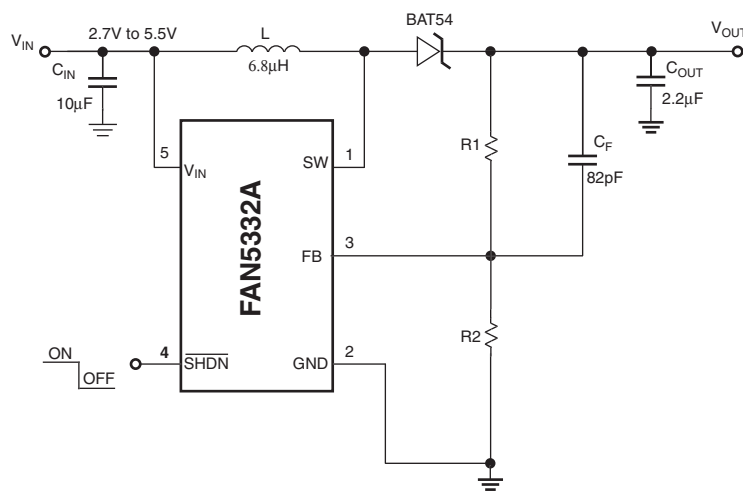 BAT54
V_IN
2.7V to 5.5V
L
V_OUT
C_IN
6.8μH
C_OUT
10μF
2.2μF
5
1
R1
C_F
V_IN
SW
82pF
FAN5332A
3
FB
R2
ON
4
2
SHDN
GND
OFF